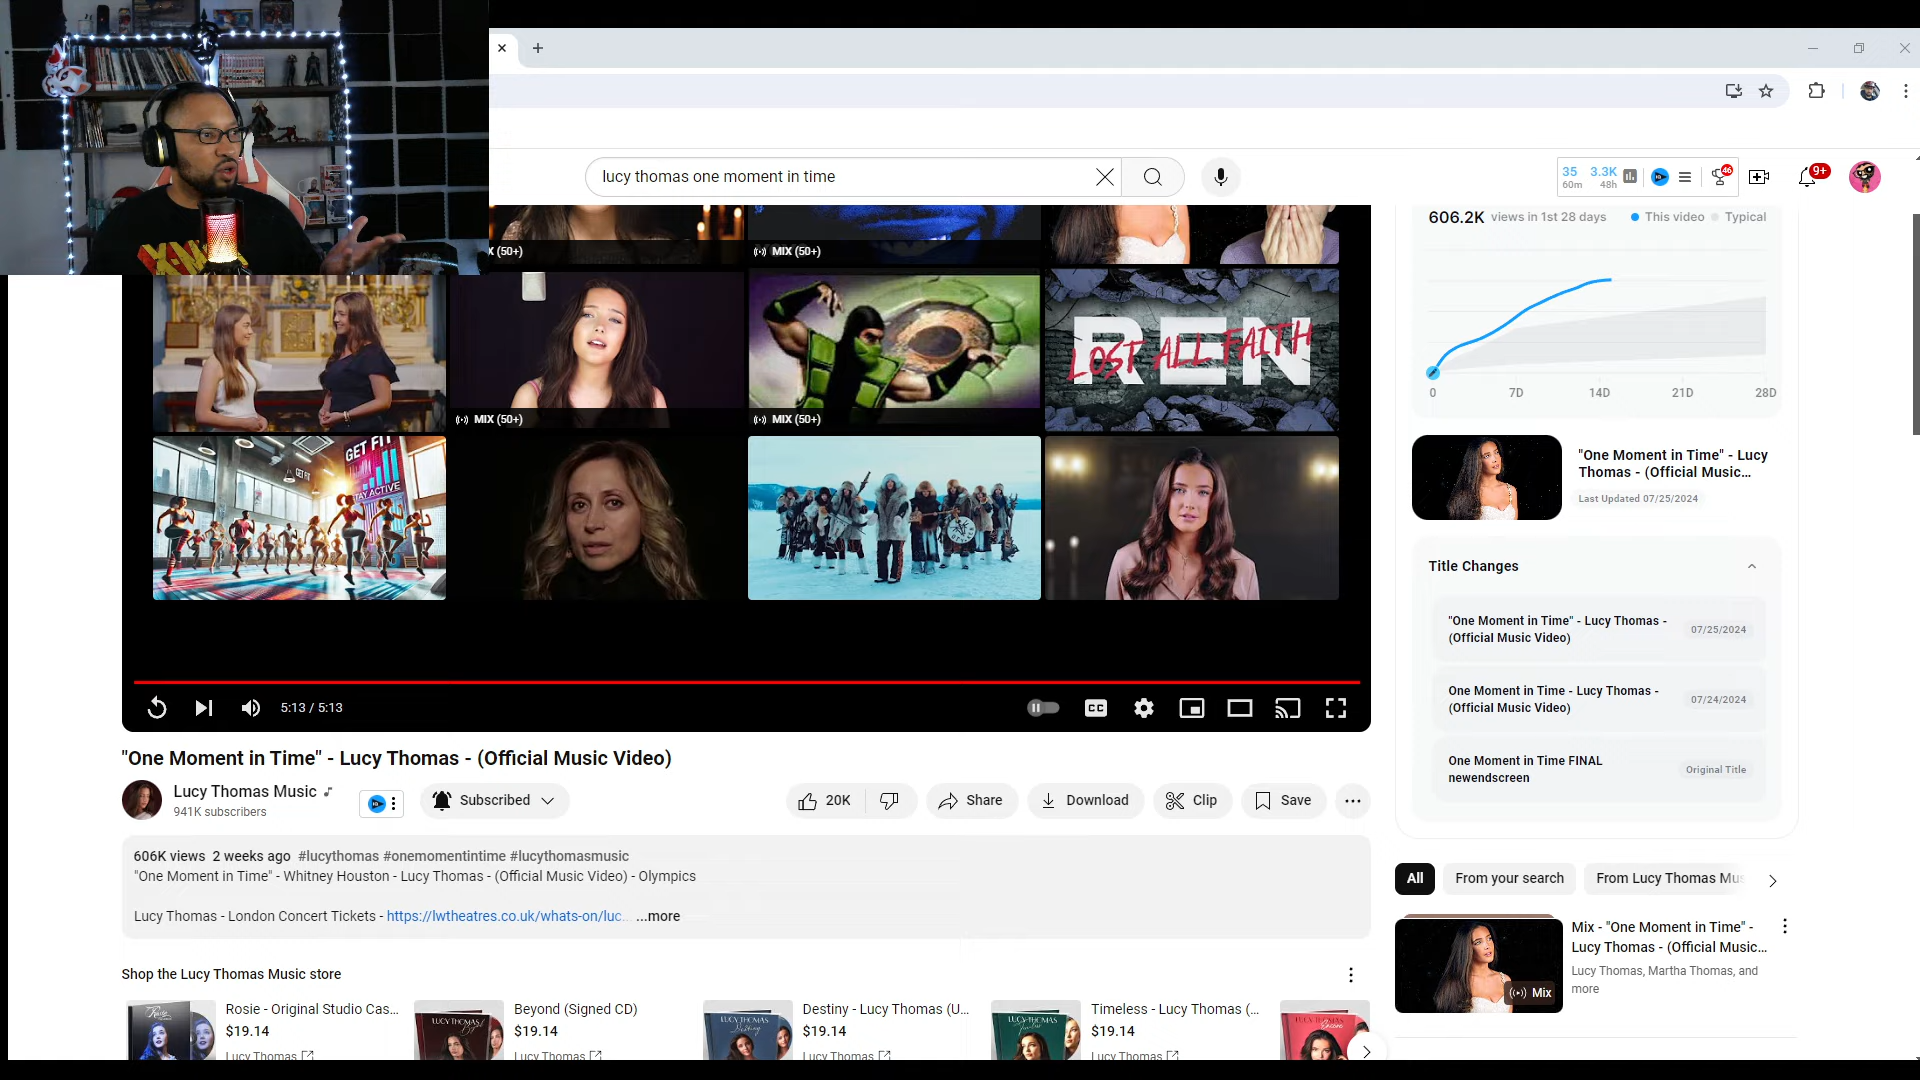 lucy thomas one moment in time
35
60m
3.3K
48h
46
9+
X (50+)
MIX (50+)
606.2K views in 1st 28 days
This video
Typical
0
7D
14D
21D
28D
MIX (50+)
MIX (50+)
REN
LOST ALL FAITH
GET FIT
STAY ACTIVE
"One Moment in Time" - Lucy
Thomas - (Official Music...
Last Updated 07/25/2024
Title Changes
"One Moment in Time" - Lucy Thomas -
(Official Music Video)
07/25/2024
One Moment in Time - Lucy Thomas -
(Official Music Video)
07/24/2024
One Moment in Time FINAL
newendscreen
Original Title
5:13 / 5:13
CC
"One Moment in Time" - Lucy Thomas - (Official Music Video)
Lucy Thomas Music
941K subscribers
Subscribed
20K
Share
Download
Clip
Save
606K views 2 weeks ago #lucythomas #onemomentintime #lucythomasmusic
"One Moment in Time" - Whitney Houston - Lucy Thomas - (Official Music Video) - Olympics
Lucy Thomas - London Concert Tickets - https://lwtheatres.co.uk/whats-on/luc... ...more
All
From your search
From Lucy Thomas Mus
Mix - "One Moment in Time" -
Lucy Thomas - (Official Music...
Lucy Thomas, Martha Thomas, and
more
Mix
Shop the Lucy Thomas Music store
Rosie - Original Studio Cas...
$19.14
Lucy Thomas
Beyond (Signed CD)
$19.14
Lucy Thomas
Destiny - Lucy Thomas (U...
$19.14
Lucy Thomas
Timeless - Lucy Thomas (...
$19.14
Lucy Thomas